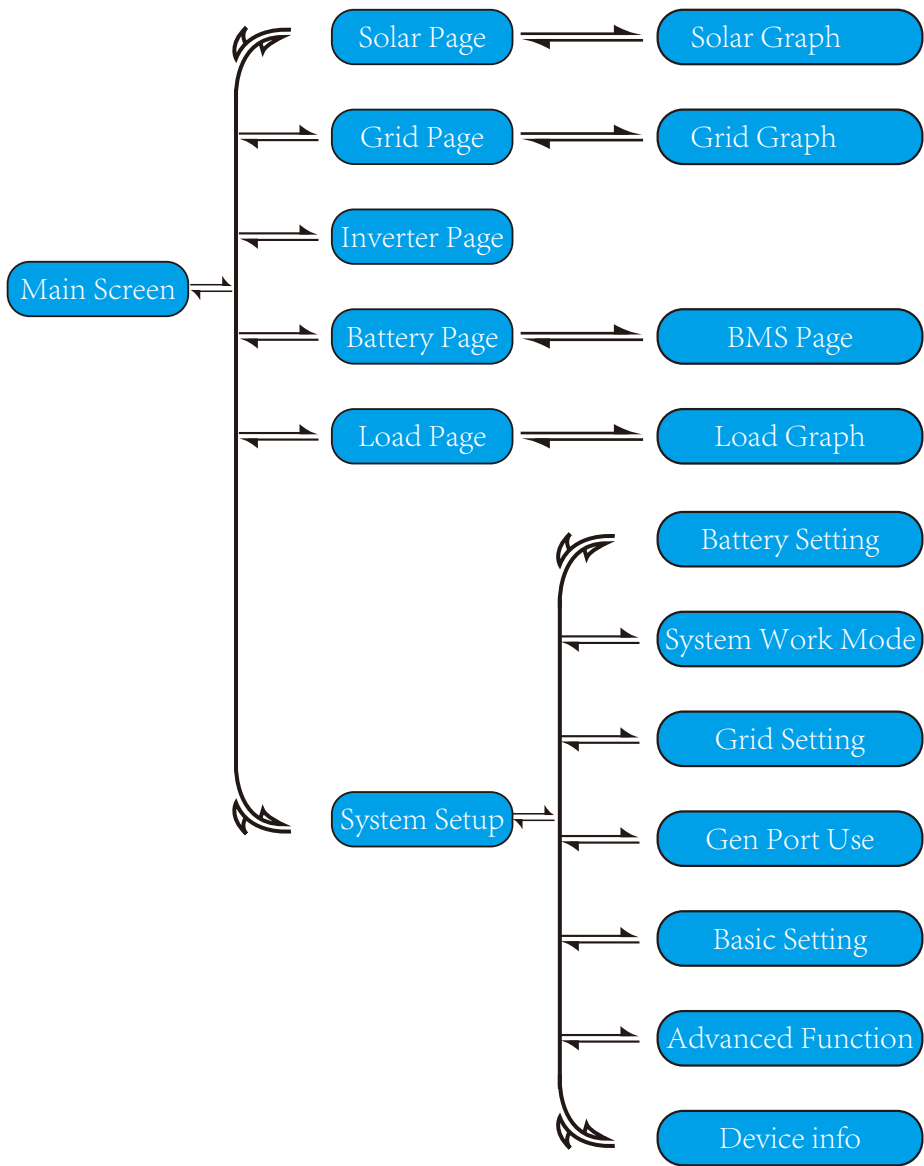 Solar Page
Solar Graph
Grid Page
Grid Graph
Inverter Page
Main Screen
Battery Page
BMS Page
Load Page
Load Graph
Battery Setting
System Work Mode
Grid Setting
System Setup
Gen Port Use
Basic Setting
Advanced Function
Device info